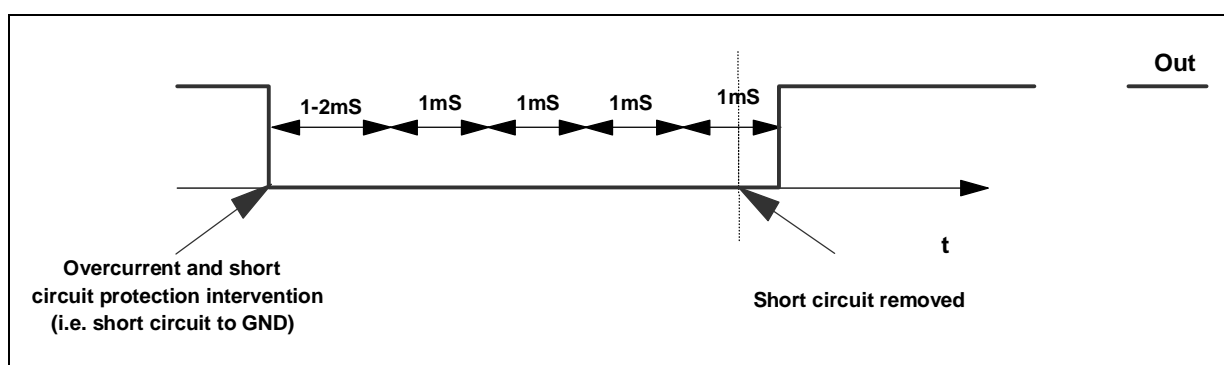 Out
1-2mS 1mS 1mS 1mS 1mS
t
Overcurrent and short
circuit protection intervention
(i.e. short circuit to GND)
Short circuit removed